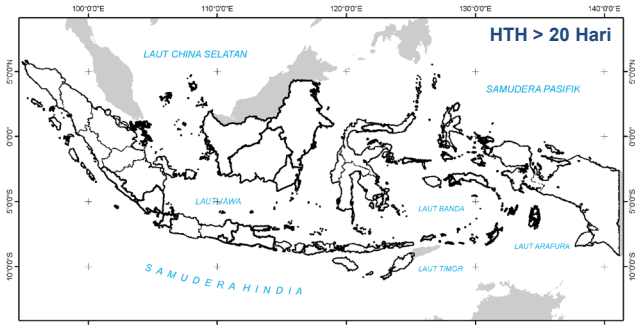 100°0'0"E 110°0'0"E 120°0'0"E 130°0'0"E 140°0'0"E
HTH > 20 Hari
LAUT CHINA SELATAN
5°0'0"N 5°0'0"N
SAMUDERA PASIFIK
0°0'0" 0°0'0"
LAUT JAWA
5°0'0"S 5°0'0"S
LAUT BANDA
LAUT ARAFURA
10°0'0"S 10°0'0"S
SAMUDERA HINDIA
LAUT TIMOR